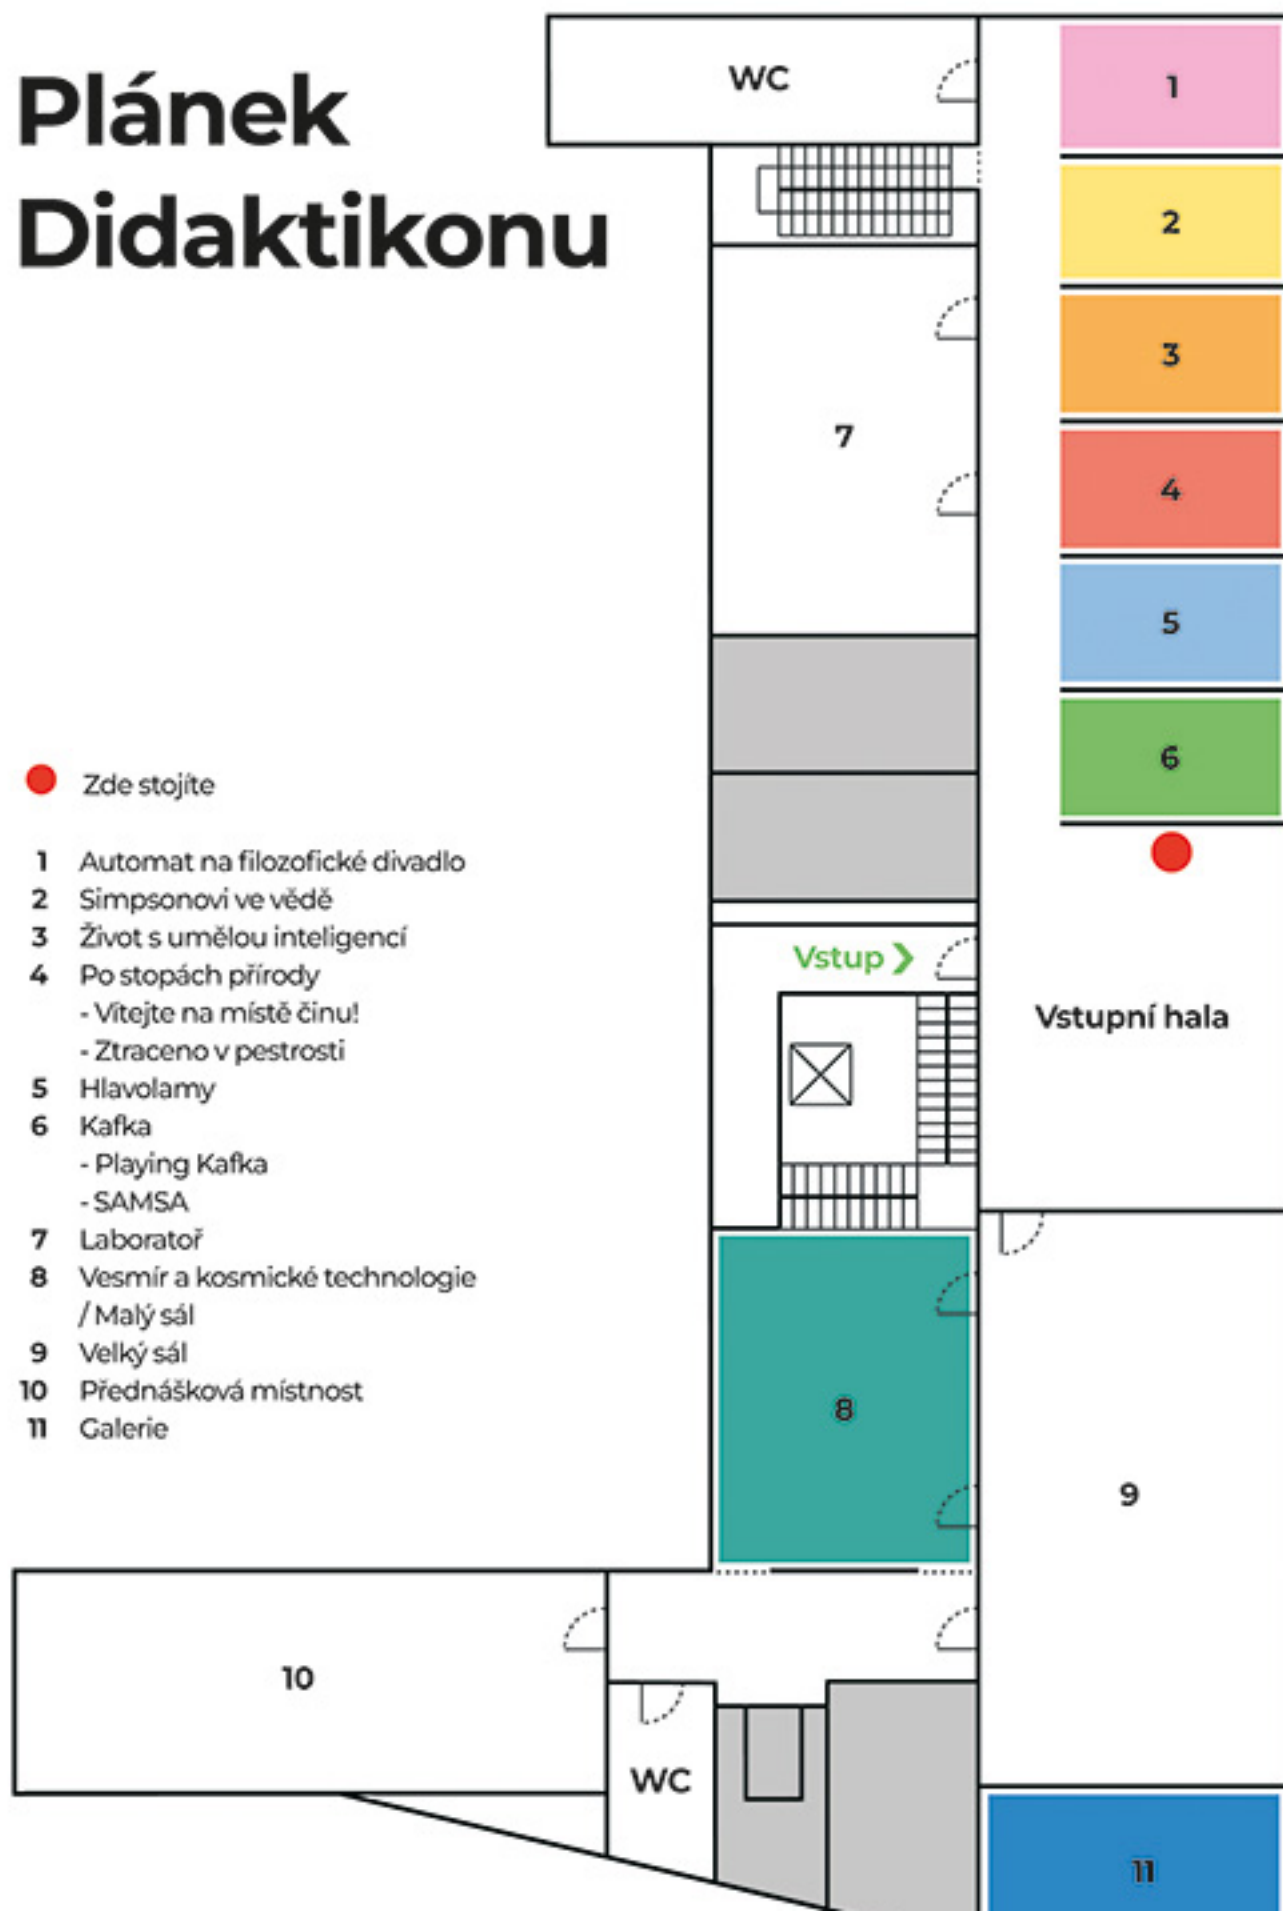 Plánek
Didaktikonu
WC
1
2
3
4
5
6
7
Zde stojíte
1 Automat na filozofické divadlo
2 Simpsonovi ve vědě
3 Život s umělou inteligencí
4 Po stopách přírody
- Vítejte na místě činu!
- Ztraceno v pestrosti
5 Hlavolamy
6 Kafka
- Playing Kafka
- SAMSA
7 Laboratoř
8 Vesmír a kosmické technologie
/ Malý sál
9 Velký sál
10 Přednášková místnost
11 Galerie
Vstup
Vstupní hala
8
9
10
WC
11